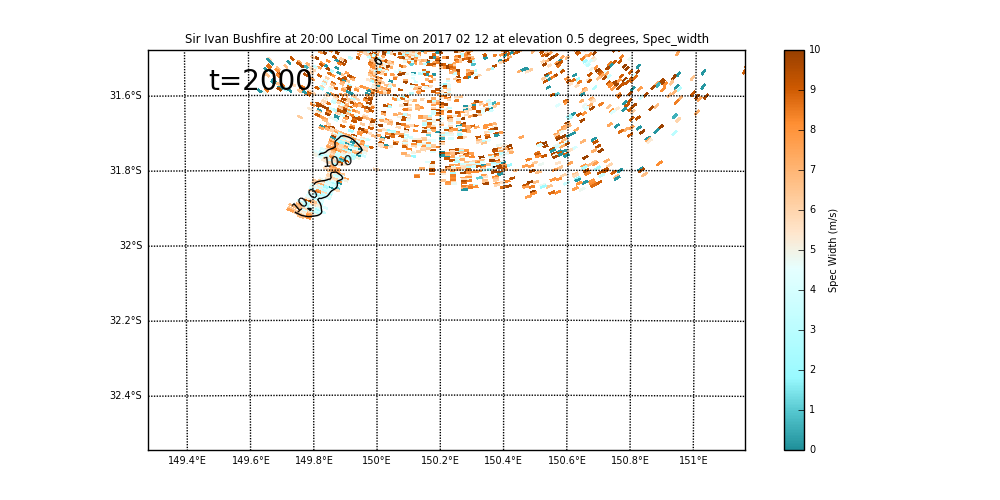 Sir Ivan Bushfire at 20:00 Local Time on 2017 02 12 at elevation 0.5 degrees, Spec_width
t=2000
31.6°S
31.8°S
32°S
32.2°S
32.4°S
10.0
10.0
149.4°E 149.6°E 149.8°E 150°E 150.2°E 150.4°E 150.6°E 150.8°E 151°E
10
9
8
7
6
5
4
3
2
1
0
Spec Width (m/s)